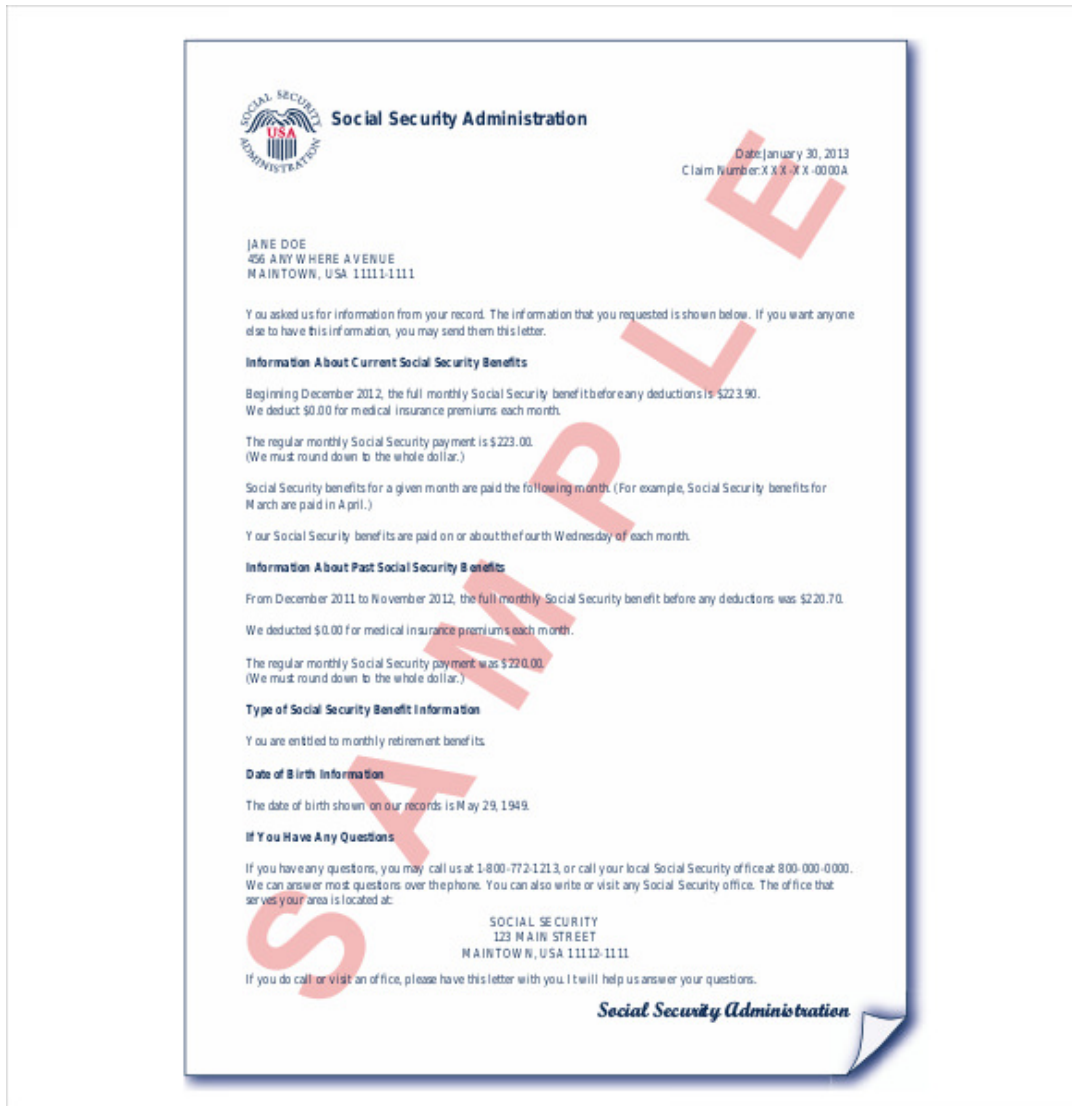 SOCIAL SECURITY ADMINISTRATION
USA
Social Security Administration
Date:January 30, 2013
Claim Number:XXX-XX-0000A
JANE DOE
456 ANYWHERE AVENUE
MAINTOWN, USA 11111-1111
You asked us for information from your record. The information that you requested is shown below. If you want anyone
else to have this information, you may send them this letter.
Information About Current Social Security Benefits
Beginning December 2012, the full monthly Social Security benefit before any deductions is $223.90.
We deduct $0.00 for medical insurance premiums each month.
The regular monthly Social Security payment is $223.00.
(We must round down to the whole dollar.)
Social Security benefits for a given month are paid the following month. (For example, Social Security benefits for
March are paid in April.)
Your Social Security benefits are paid on or about the fourth Wednesday of each month.
Information About Past Social Security Benefits
From December 2011 to November 2012, the full monthly Social Security benefit before any deductions was $220.70.
We deducted $0.00 for medical insurance premiums each month.
The regular monthly Social Security payment was $220.00.
(We must round down to the whole dollar.)
Type of Social Security Benefit Information
You are entitled to monthly retirement benefits.
Date of Birth Information
The date of birth shown on our records is May 29, 1949.
If You Have Any Questions
If you have any questions, you may call us at 1-800-772-1213, or call your local Social Security office at 800-000-0000.
We can answer most questions over the phone. You can also write or visit any Social Security office. The office that
serves your area is located at:
SOCIAL SECURITY
123 MAIN STREET
MAINTOWN, USA 11112-1111
If you do call or visit an office, please have this letter with you. It will help us answer your questions.
Social Security Administration
SAMPLE